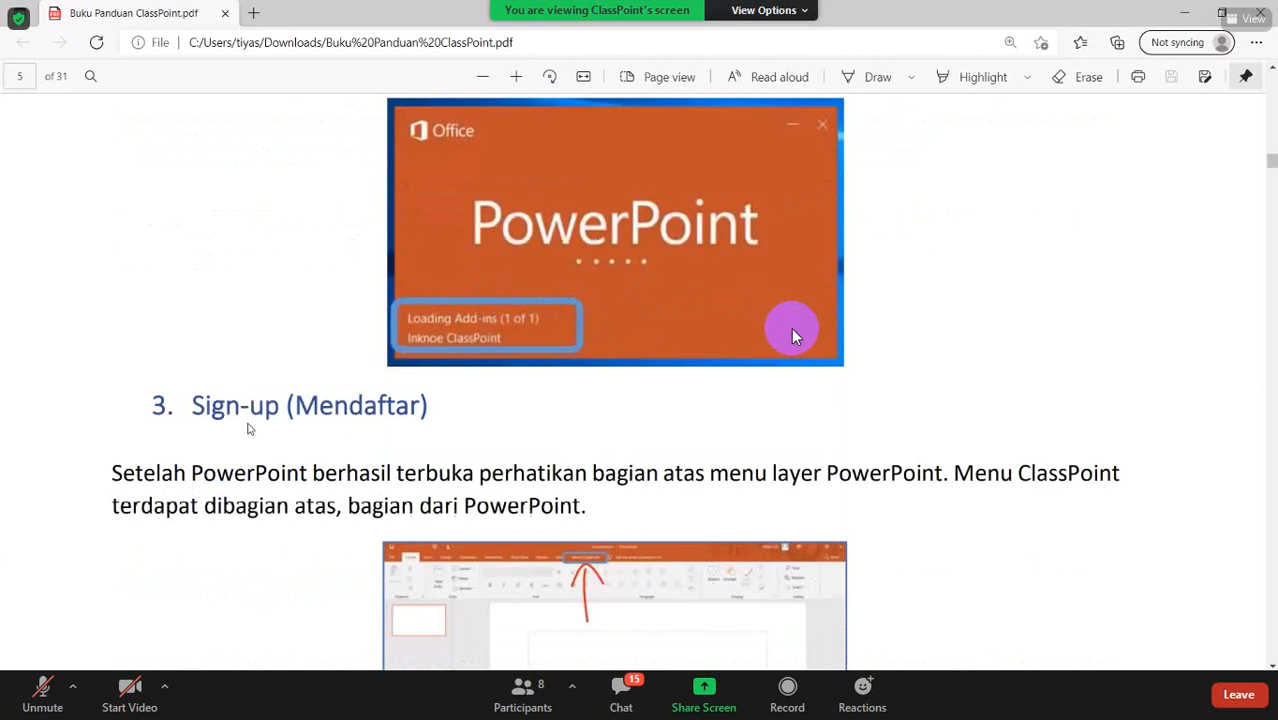 Buku Panduan ClassPoint.pdf
You are viewing ClassPoint's screen
View Options
View
File
C:/Users/tiyas/Downloads/Buku%20Panduan%20ClassPoint.pdf
Not syncing
5 of 31
Page view
Read aloud
Draw
Highlight
Erase
Office
PowerPoint
Loading Add-ins (1 of 1)
Inknoe ClassPoint
3. Sign-up (Mendaftar)
Setelah PowerPoint berhasil terbuka perhatikan bagian atas menu layer PowerPoint. Menu ClassPoint
terdapat dibagian atas, bagian dari PowerPoint.
Unmute
Start Video
8
Participants
15
Chat
Share Screen
Record
Reactions
Leave